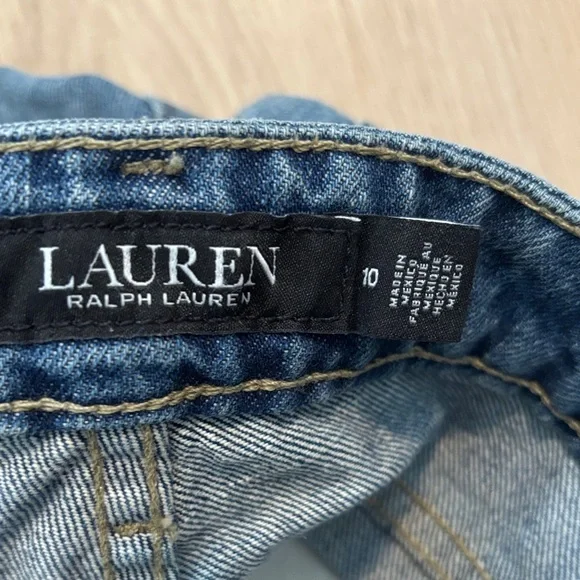 LAUREN
RALPH LAUREN
10
MADE IN
MEXICO
FABRIQUÉ AU
MEXIQUE
HECHO EN
MÉXICO